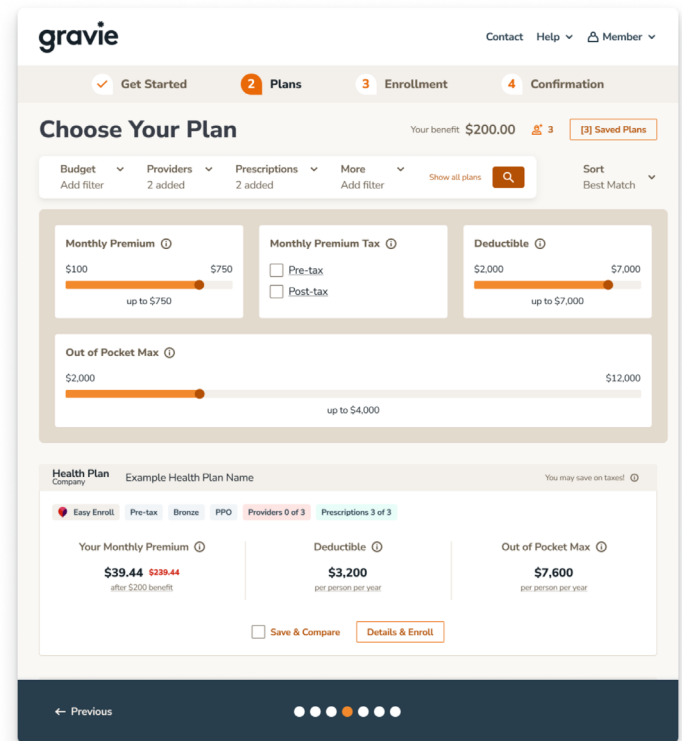 gravie
Contact Help Member
Get Started 2 Plans 3 Enrollment 4 Confirmation
Choose Your Plan
Your benefit $200.00 3 [3] Saved Plans
Budget Providers Prescriptions More Sort
Add filter 2 added 2 added Add filter Show all plans Best Match
Monthly Premium Monthly Premium Tax Deductible
$100 $750 Pre-tax $2,000 $7,000
up to $750 Post-tax up to $7,000
Out of Pocket Max
$2,000 $12,000
up to $4,000
Health Plan
Company
Example Health Plan Name
You may save on taxes!
Easy Enroll Pre-tax Bronze PPO Providers 0 of 3 Prescriptions 3 of 3
Your Monthly Premium Deductible Out of Pocket Max
$39.44 $239.44 $3,200 $7,600
after $200 benefit per person per year per person per year
Save & Compare Details & Enroll
Previous